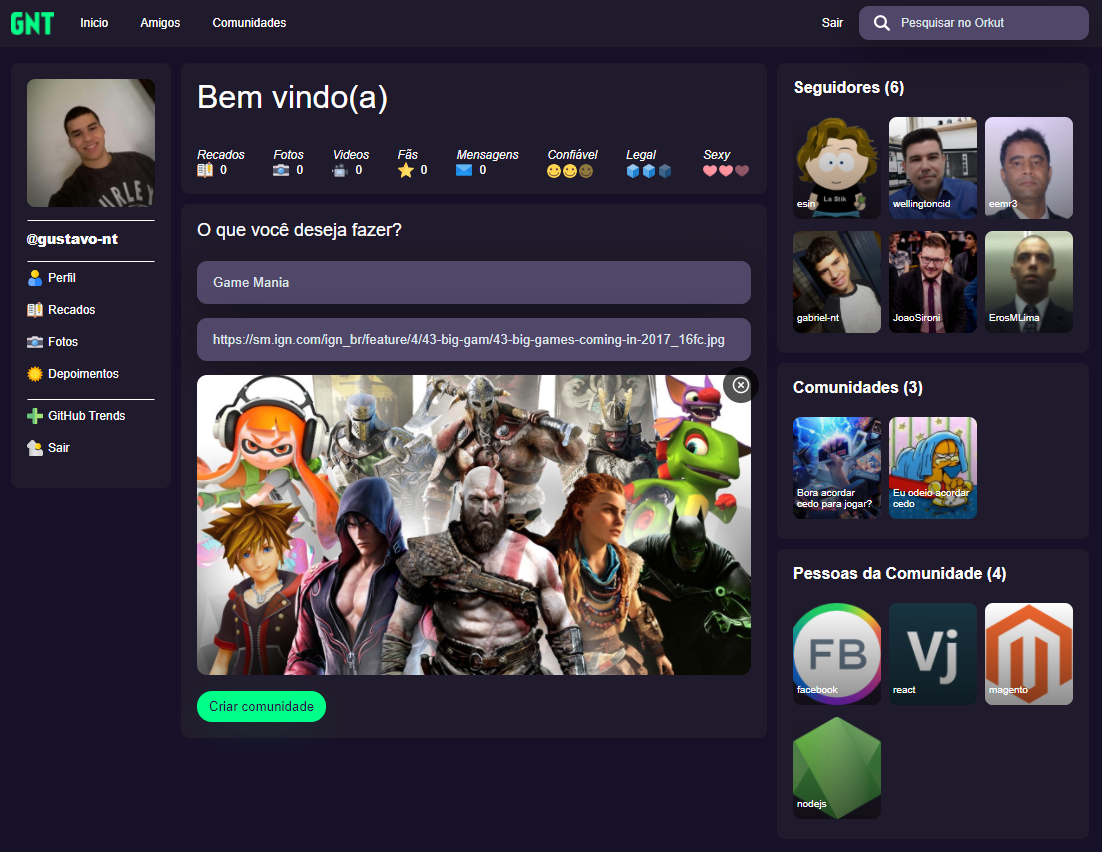 GNT
Inicio
Amigos
Comunidades
Sair
Pesquisar no Orkut
@gustavo-nt
Perfil
Recados
Fotos
Depoimentos
GitHub Trends
Sair
Bem vindo(a)
Recados
0
Fotos
0
Videos
0
Fãs
0
Mensagens
0
Confiável
Legal
Sexy
O que você deseja fazer?
Game Mania
https://sm.ign.com/ign_br/feature/4/43-big-gam/43-big-games-coming-in-2017_16fc.jpg
Criar comunidade
Seguidores (6)
La Stik
esin
wellingtoncid
eemr3
gabriel-nt
JoaoSironi
ErosMLima
Comunidades (3)
Bora acordar
cedo para jogar?
Eu odeio acordar
cedo
Pessoas da Comunidade (4)
FB
facebook
Vj
react
magento
nodejs